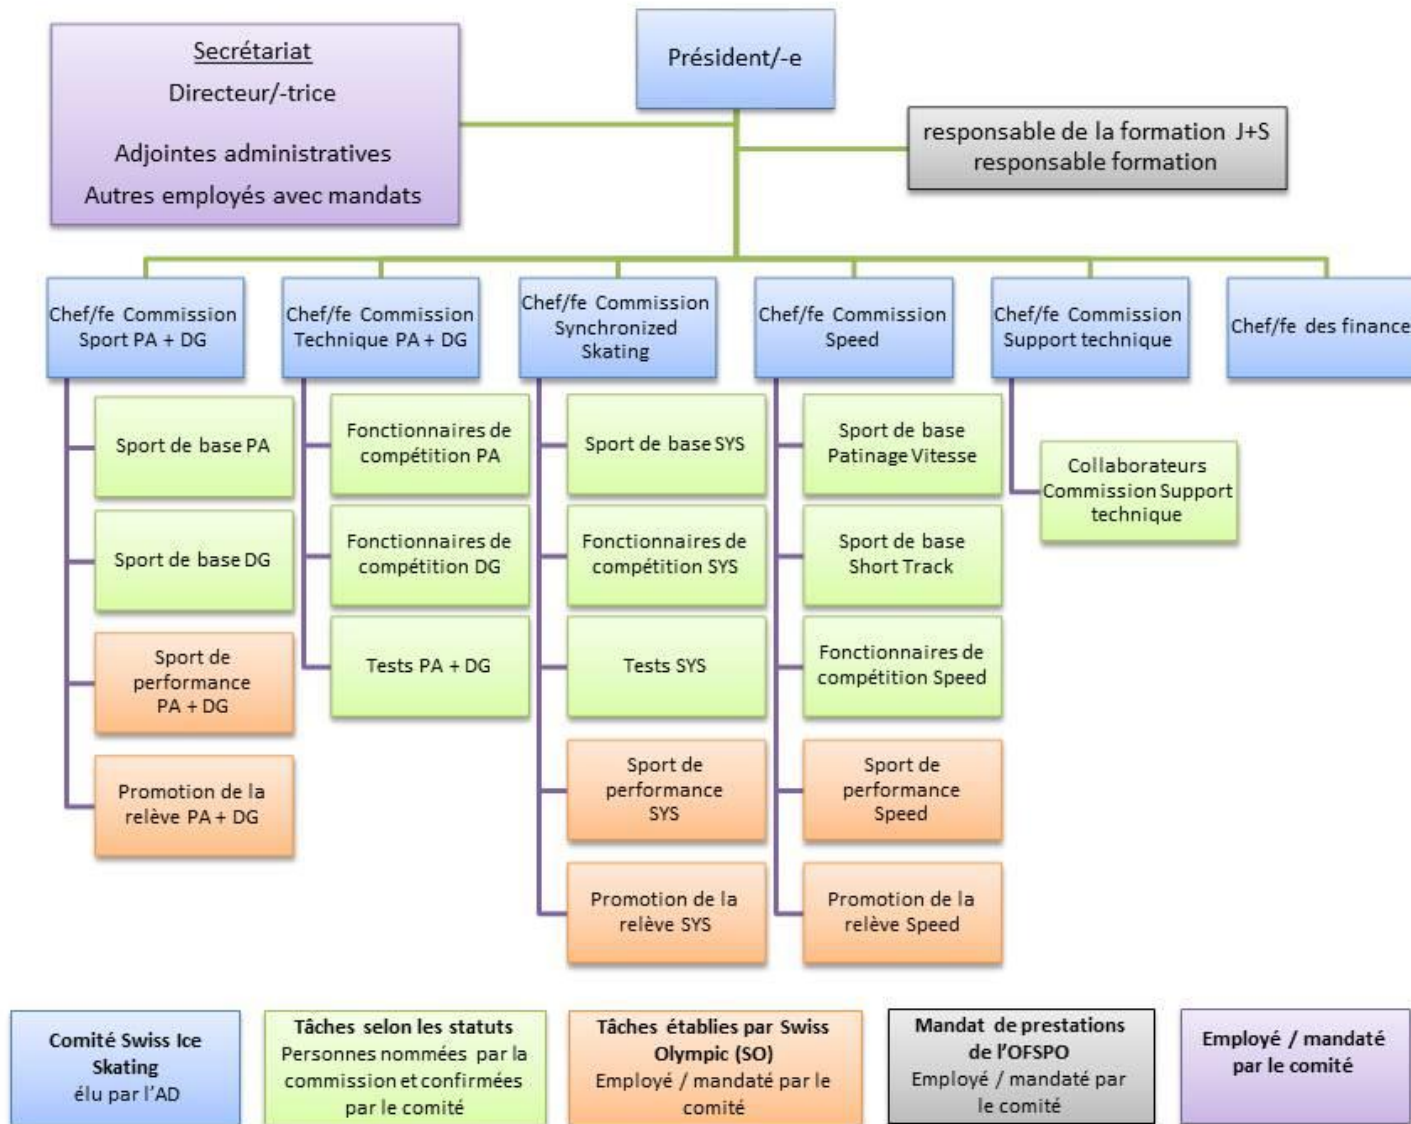 Secrétariat
Directeur/-trice
Adjointes administratives
Autres employés avec mandats
Président/-e
responsable de la formation J+S
responsable formation
Chef/fe Commission
Sport PA + DG
Chef/fe Commission
Technique PA + DG
Chef/fe Commission
Synchronized
Skating
Chef/fe Commission
Speed
Chef/fe Commission
Support technique
Chef/fe des finance
Sport de base PA
Sport de base DG
Sport de
performance
PA + DG
Promotion de la
relève PA + DG
Fonctionnaires de
compétition PA
Fonctionnaires de
compétition DG
Tests PA + DG
Sport de base SYS
Fonctionnaires de
compétition SYS
Tests SYS
Sport de
performance
SYS
Promotion de la
relève SYS
Sport de base
Patinage Vitesse
Sport de base
Short Track
Fonctionnaires de
compétition Speed
Sport de
performance
Speed
Promotion de la
relève Speed
Collaborateurs
Commission Support
technique
Comité Swiss Ice
Skating
élu par l'AD
Tâches selon les statuts
Personnes nommées par la
commission et confirmées
par le comité
Tâches établies par Swiss
Olympic (SO)
Employé / mandaté par le
comité
Mandat de prestations
de l'OFSPO
Employé / mandaté par
le comité
Employé / mandaté
par le comité